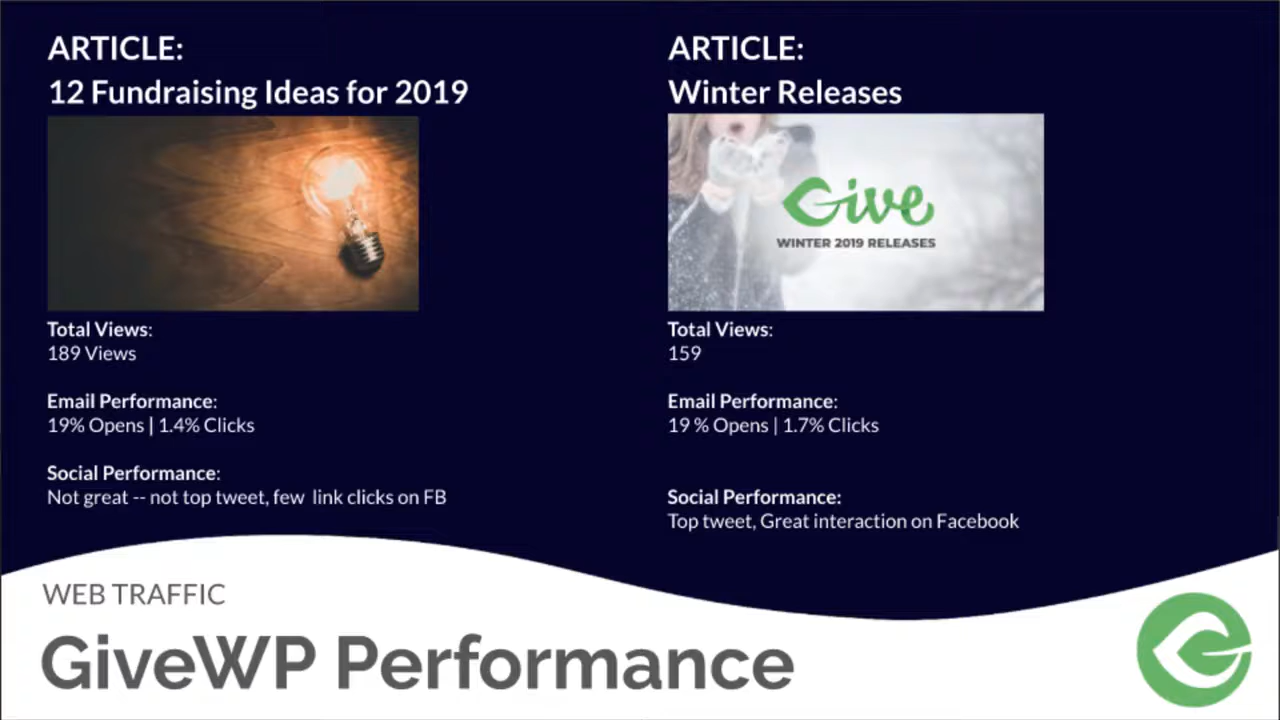 ARTICLE:
12 Fundraising Ideas for 2019
Total Views:
189 Views
Email Performance:
19% Opens | 1.4% Clicks
Social Performance:
Not great -- not top tweet, few  link clicks on FB
ARTICLE:
Winter Releases
Give
WINTER 2019 RELEASES
Total Views:
159
Email Performance:
19 % Opens | 1.7% Clicks
Social Performance:
Top tweet, Great interaction on Facebook
WEB TRAFFIC
GiveWP Performance